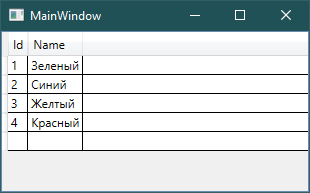 MainWindow
Id Name
1 Зеленый
2 Синий
3 Желтый
4 Красный